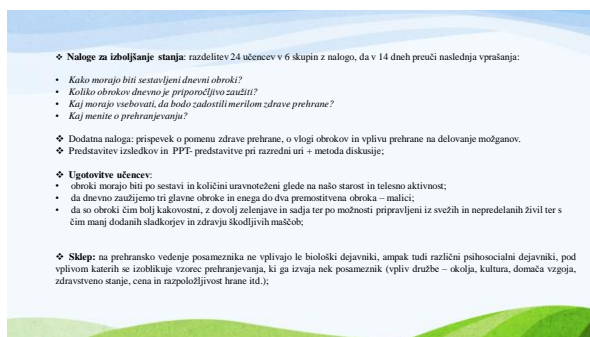 ❖ Naloge za izboljšanje stanja: razdelitev 24 učencev v 6 skupin z nalogo, da v 14 dneh preuči naslednja vprašanja:
• Kako morajo biti sestavljeni dnevni obroki?
• Koliko obrokov dnevno je priporočljivo zaužiti?
• Kaj morajo vsebovati, da bodo zadostili merilom zdrave prehrane?
• Kaj menite o prehranjevanju?
❖ Dodatna naloga: prispevek o pomenu zdrave prehrane, o vlogi obrokov in vplivu prehrane na delovanje možganov.
❖ Predstavitev izsledkov in PPT- predstavitve pri razredni uri + metoda diskusije;
❖ Ugotovitve učencev:
• obroki morajo biti po sestavi in količini uravnoteženi glede na našo starost in telesno aktivnost;
• da dnevno zaužijemo tri glavne obroke in enega do dva premostitvena obroka – malici;
• da so obroki čim bolj kakovostni, z dovolj zelenjave in sadja ter po možnosti pripravljeni iz svežih in nepredelanih živil ter s
čim manj dodanih sladkorjev in zdravju škodljivih maščob;
❖ Sklep: na prehransko vedenje posameznika ne vplivajo le biološki dejavniki, ampak tudi različni psihosocialni dejavniki, pod
vplivom katerih se izoblikuje vzorec prehranjevanja, ki ga izvaja nek posameznik (vpliv družbe – okolja, kultura, domača vzgoja,
zdravstveno stanje, cena in razpoložljivost hrane itd.);